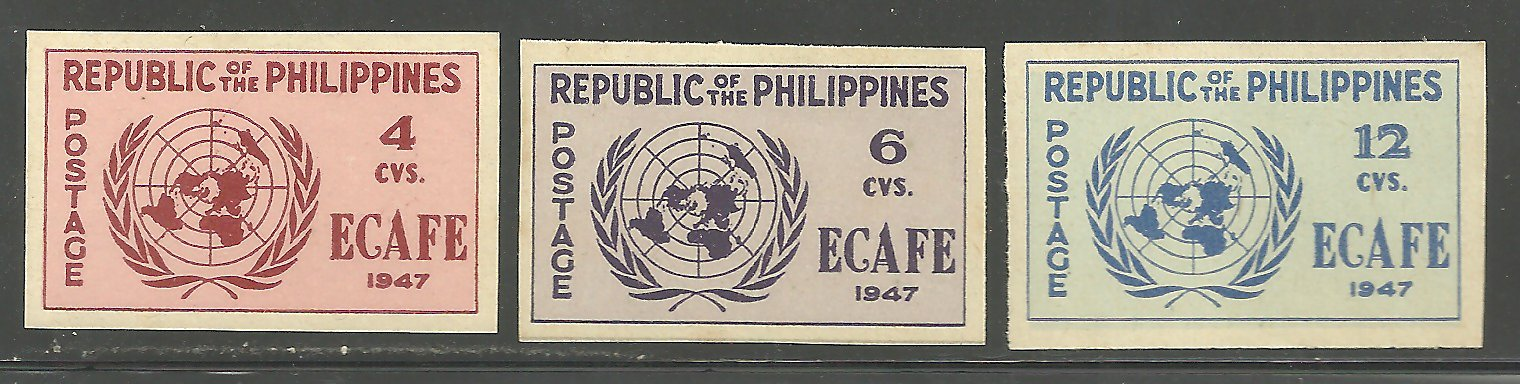 REPUBLIC OF THE PHILIPPINES
POSTAGE
4
CVS.
ECAFE
1947
REPUBLIC OF THE PHILIPPINES
POSTAGE
6
CVS.
ECAFE
1947
REPUBLIC OF THE PHILIPPINES
POSTAGE
12
CVS.
ECAFE
1947